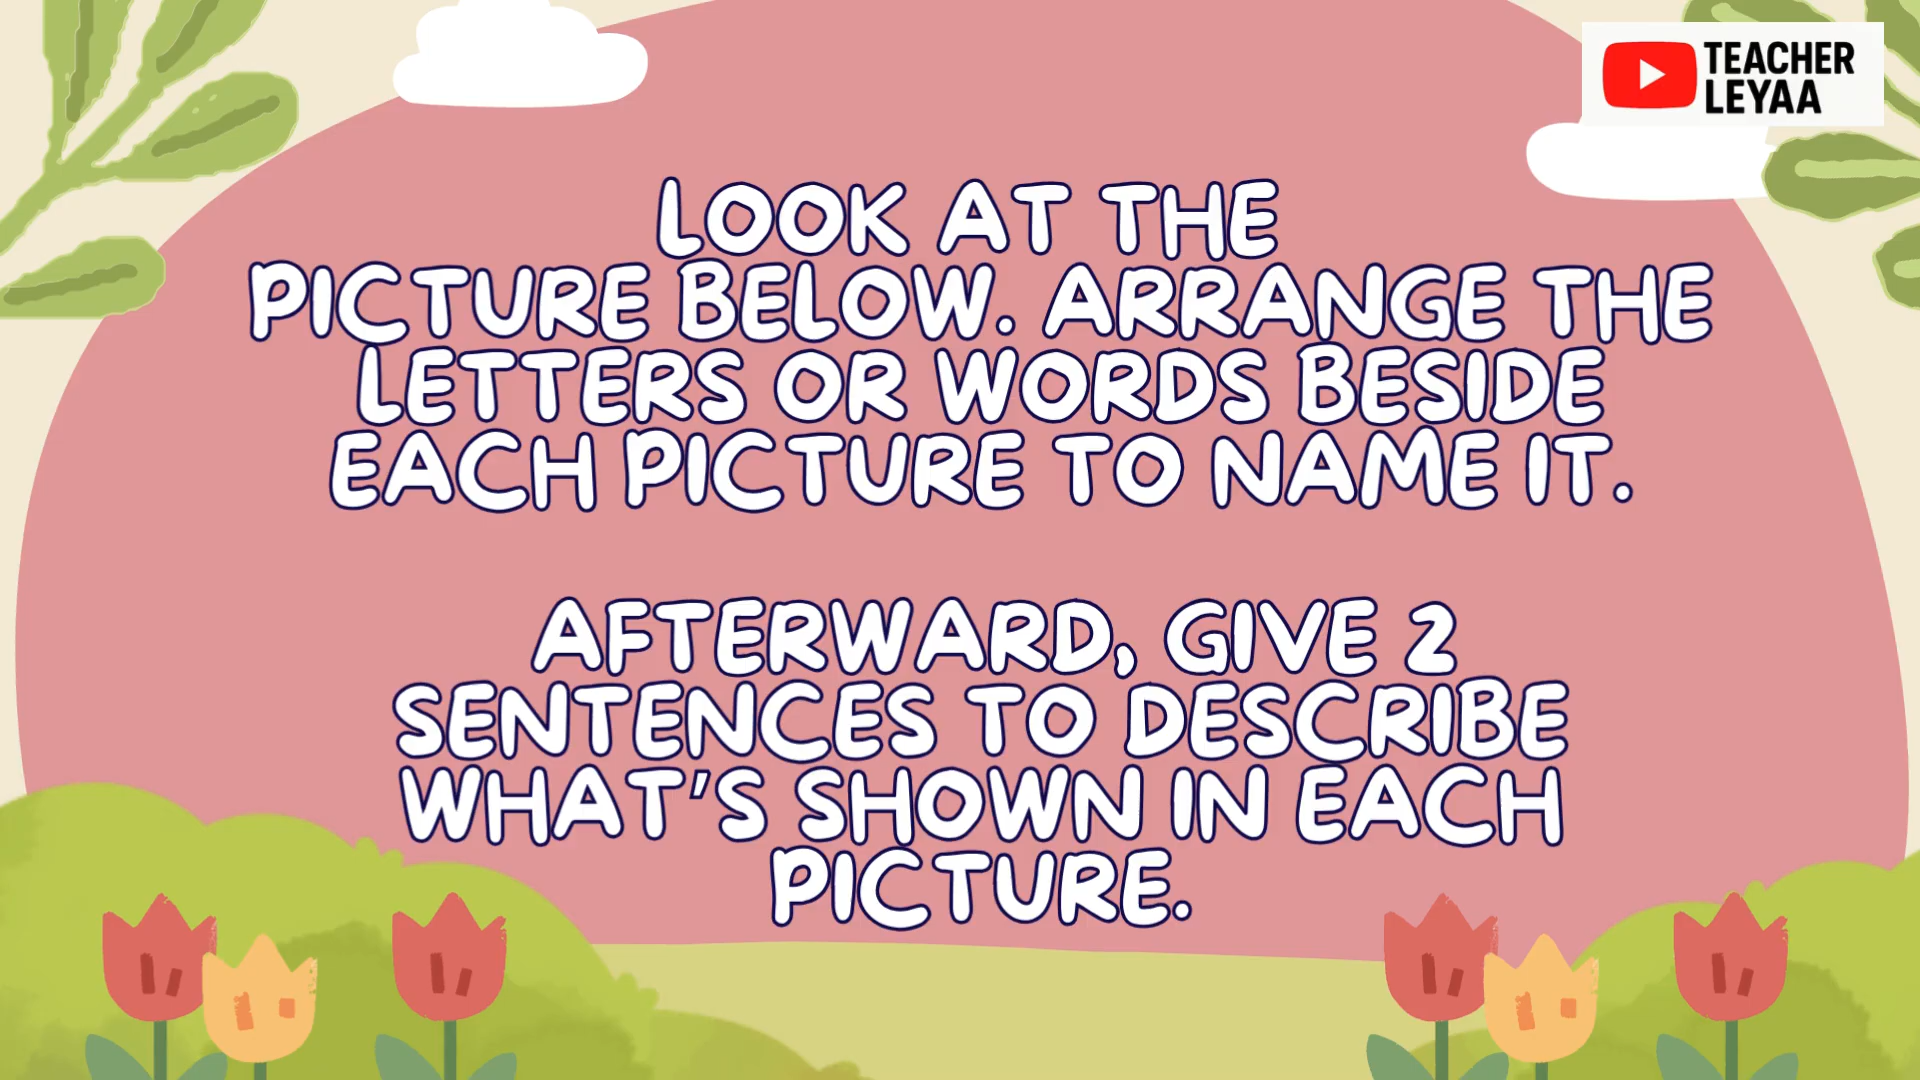 TEACHER
LEYAA
LOOK AT THE
PICTURE BELOW. ARRANGE THE
LETTERS OR WORDS BESIDE
EACH PICTURE TO NAME IT.
AFTERWARD, GIVE 2
SENTENCES TO DESCRIBE
WHAT'S SHOWN IN EACH
PICTURE.